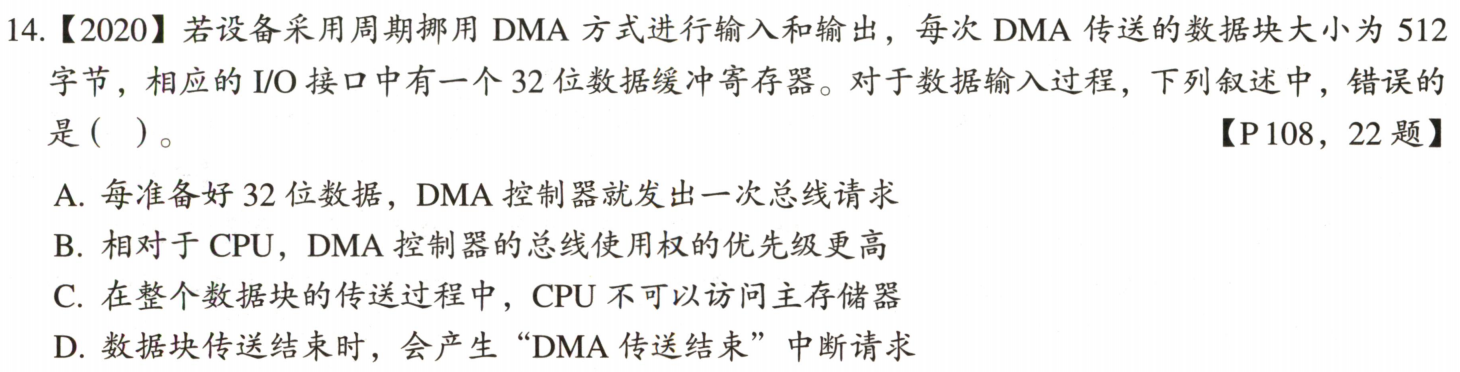 14.【2020】若设备采用周期挪用 DMA 方式进行输入和输出，每次 DMA 传送的数据块大小为 512
字节，相应的 I/O 接口中有一个 32 位数据缓冲寄存器。对于数据输入过程，下列叙述中，错误的
是（ ）。 【P108，22 题】
A. 每准备好 32 位数据，DMA 控制器就发出一次总线请求
B. 相对于 CPU，DMA 控制器的总线使用权的优先级更高
C. 在整个数据块的传送过程中，CPU 不可以访问主存储器
D. 数据块传送结束时，会产生“DMA 传送结束”中断请求